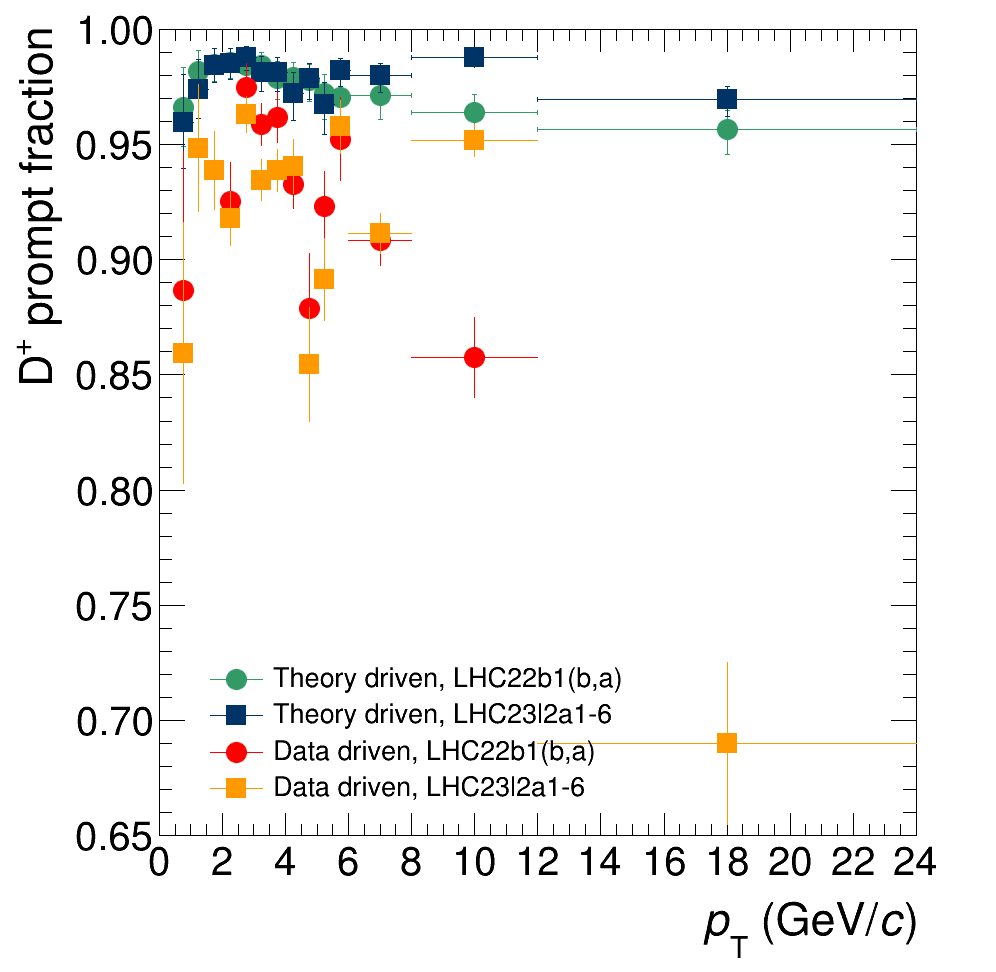 D+ prompt fraction
1.00
0.95
0.90
0.85
0.80
0.75
0.70
0.65
Theory driven, LHC22b1(b,a)
Theory driven, LHC23l2a1-6
Data driven, LHC22b1(b,a)
Data driven, LHC23l2a1-6
0 2 4 6 8 10 12 14 16 18 20 22 24
pT (GeV/c)